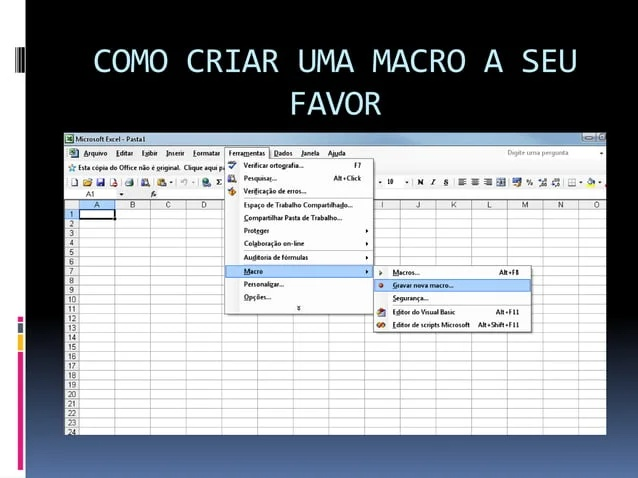 COMO CRIAR UMA MACRO A SEU
FAVOR
Microsoft Excel - Pasta1
Arquivo Editar Exibir Inserir Formatar Ferramentas Dados Janela Ajuda Digite uma pergunta
Esta cópia do Office não é original. Clique aqui pa
Verificar ortografia... F7
Pesquisar... Alt+Click
Verificação de erros...
Espaço de Trabalho Compartilhado...
Compartilhar Pasta de Trabalho...
Proteger
Colaboração on-line
Auditoria de fórmulas
Macro
Personalizar...
Opções...
Macros... Alt+F8
Gravar nova macro...
Segurança...
Editor do Visual Basic Alt+F11
Editor de scripts Microsoft Alt+Shift+F11
10 N I S
A1 fx
A B C D I J K L M N O
1
2
3
4
5
6
7
8
9
10
11
12
13
14
15
16
17
18
19
20
21
22
23
24